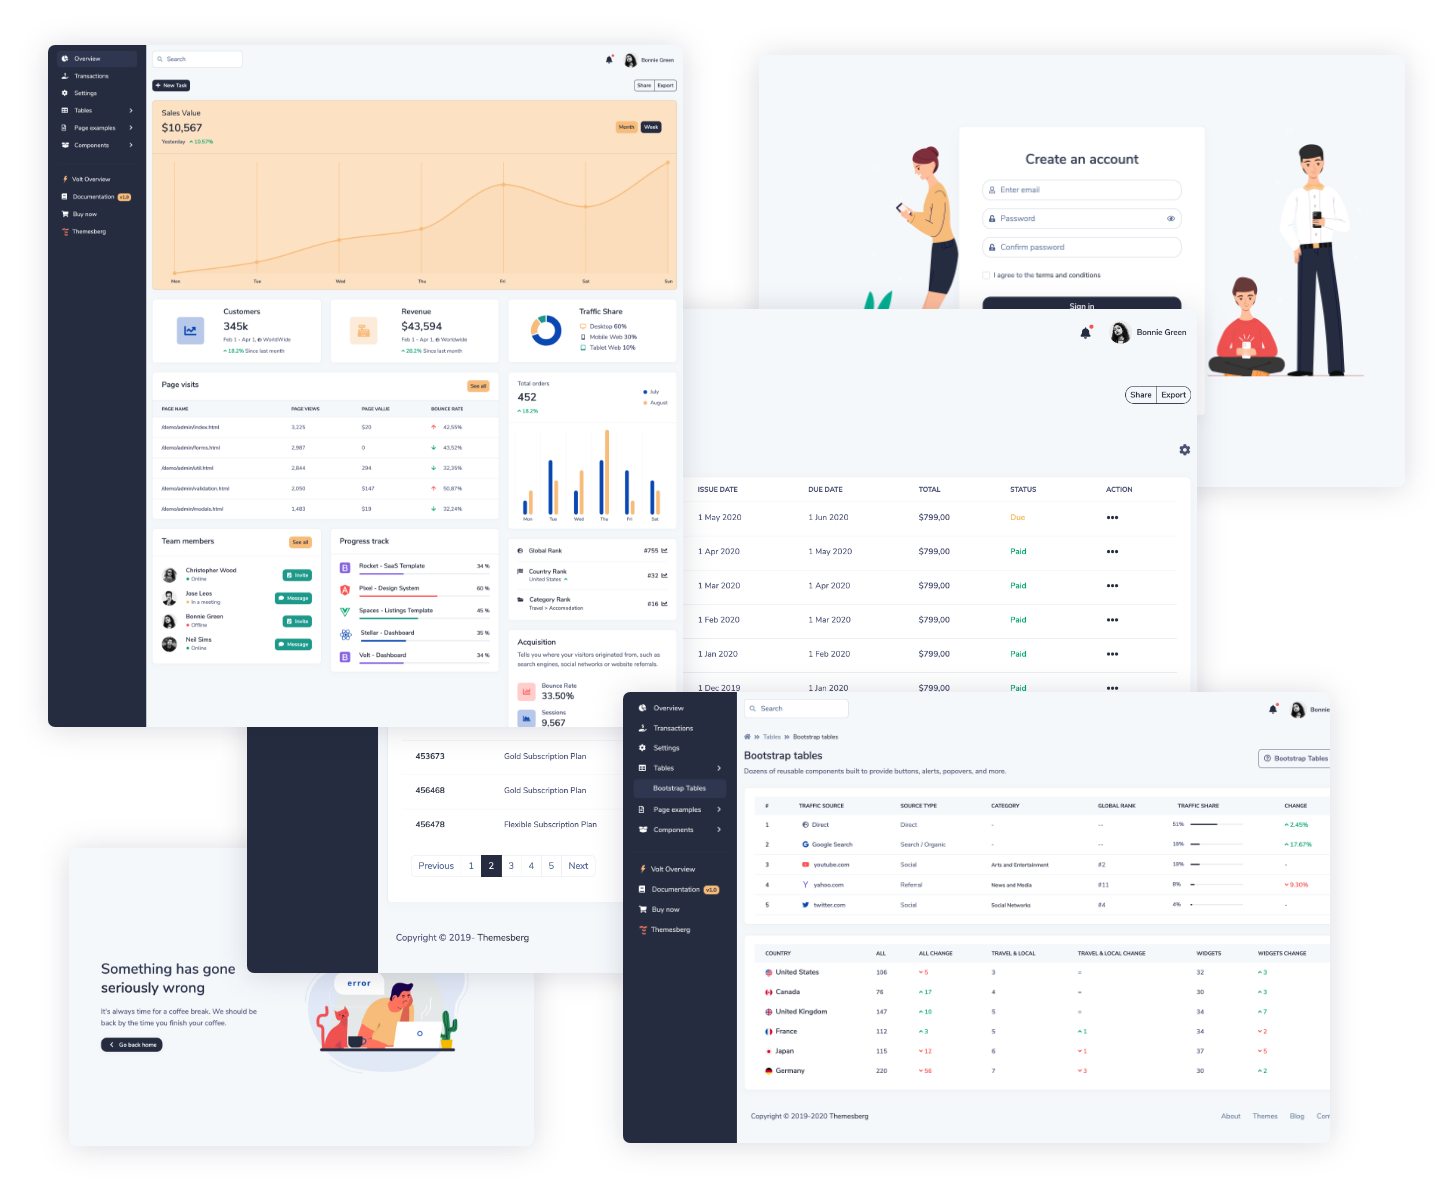 Overview
Transactions
Settings
Tables
Page examples
Components
Volt Overview
Documentation v1.0
Buy now
Themesberg
Search
Bonnie Green
+ New Task
Share Export
Sales Value
$10,567
Yesterday 10.57%
Month Week
Mon Tue Wed Thu Fri Sat Sun
Customers
345k
Feb 1 - Apr 1, WorldWide
18.2% Since last month
Revenue
$43,594
Feb 1 - Apr 1, Worldwide
28.2% Since last month
Traffic Share
Desktop 60%
Mobile Web 30%
Tablet Web 10%
Page visits See all
PAGE NAME PAGE VIEWS PAGE VALUE BOUNCE RATE
/demo/admin/index.html 3,225 $20 42,55%
/demo/admin/forms.html 2,987 0 43,52%
/demo/admin/util.html 2,844 294 32,35%
/demo/admin/validation.html 2,050 $147 50,87%
/demo/admin/modals.html 1,483 $19 32,24%
Total orders
452
18.2%
July
August
Mon Tue Wed Thu Fri Sat
Team members See all
Christopher Wood
Online
Invite
Jose Leos
In a meeting
Message
Bonnie Green
Offline
Invite
Neil Sims
Online
Message
Progress track
Rocket - SaaS Template 34 %
Pixel - Design System 60 %
Spaces - Listings Template 45 %
Stellar - Dashboard 35 %
Volt - Dashboard 34 %
Global Rank #755
Country Rank
United States
#32
Category Rank
Travel > Accomodation
#16
Acquisition
Tells you where your visitors originated from, such as
search engines, social networks or website referrals.
Bounce Rate
33.50%
Sessions
9,567
Create an account
Enter email
Password
Confirm password
I agree to the terms and conditions
Sign in
Bonnie Green
Share Export
ISSUE DATE DUE DATE TOTAL STATUS ACTION
1 May 2020 1 Jun 2020 $799,00 Due
1 Apr 2020 1 May 2020 $799,00 Paid
1 Mar 2020 1 Apr 2020 $799,00 Paid
1 Feb 2020 1 Mar 2020 $799,00 Paid
1 Jan 2020 1 Feb 2020 $799,00 Paid
1 Dec 2019 1 Jan 2020 $799,00 Paid
453673 Gold Subscription Plan
456468 Gold Subscription Plan
456478 Flexible Subscription Plan
Previous 1 2 3 4 5 Next
Copyright © 2019- Themesberg
Something has gone
seriously wrong
It's always time for a coffee break. We should
be back by the time you finish your coffee.
Go back home
error
Overview
Transactions
Settings
Tables
Bootstrap Tables
Page examples
Components
Volt Overview
Documentation v1.0
Buy now
Themesberg
Search
Bonnie
» Tables » Bootstrap tables
Bootstrap tables
Dozens of reusable components built to provide buttons, alerts, popovers, and more.
Bootstrap Tables
# TRAFFIC SOURCE SOURCE TYPE CATEGORY GLOBAL RANK TRAFFIC SHARE CHANGE
1 Direct Direct - -- 51% 2.45%
2 Google Search Search / Organic - -- 18% 17.67%
3 youtube.com Social Arts and Entertainment #2 18% -
4 yahoo.com Referral News and Media #11 8% 9.30%
5 twitter.com Social Social Networks #4 4% -
COUNTRY ALL ALL CHANGE TRAVEL & LOCAL TRAVEL & LOCAL CHANGE WIDGETS WIDGETS CHANGE
United States 106 5 3 = 32 3
Canada 76 17 4 = 30 3
United Kingdom 147 10 5 = 34 7
France 112 3 5 1 34 2
Japan 115 12 6 1 37 5
Germany 220 56 7 3 30 2
Copyright © 2019-2020 Themesberg
About Themes Blog